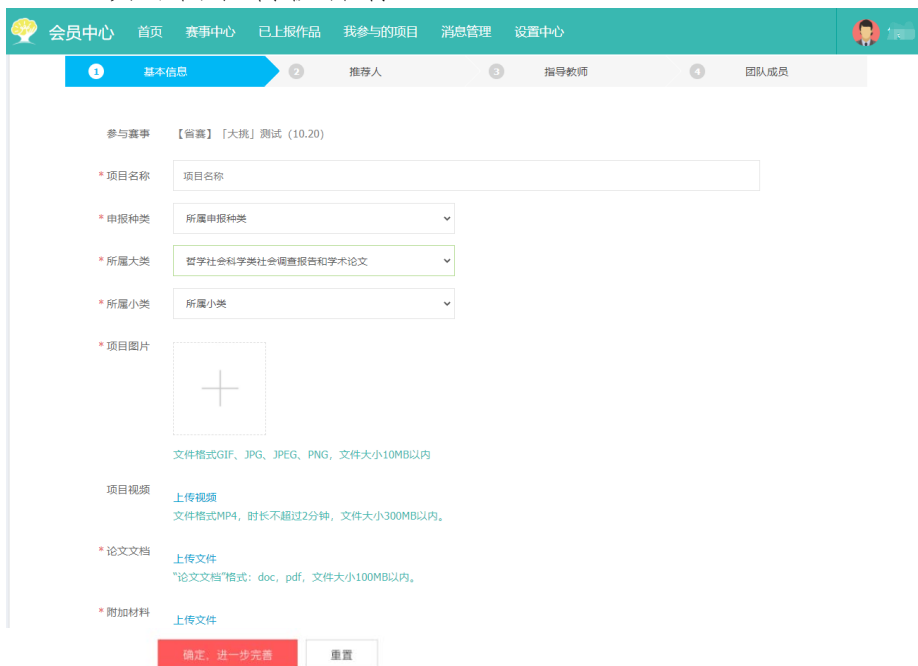 会员中心 首页 赛事中心 已上报作品 我参与的项目 消息管理 设置中心
1 基本信息 2 推荐人 3 指导教师 4 团队成员
参与赛事 【省赛】「大挑」测试 (10.20)
* 项目名称 项目名称
* 申报种类 所属申报种类
* 所属大类 哲学社会科学类社会调查报告和学术论文
* 所属小类 所属小类
* 项目图片
文件格式GIF、JPG、JPEG、PNG，文件大小10MB以内
项目视频 上传视频
文件格式MP4，时长不超过2分钟，文件大小300MB以内。
* 论文文档 上传文件
"论文文档"格式：doc，pdf，文件大小100MB以内。
* 附加材料 上传文件
确定，进一步完善 重置